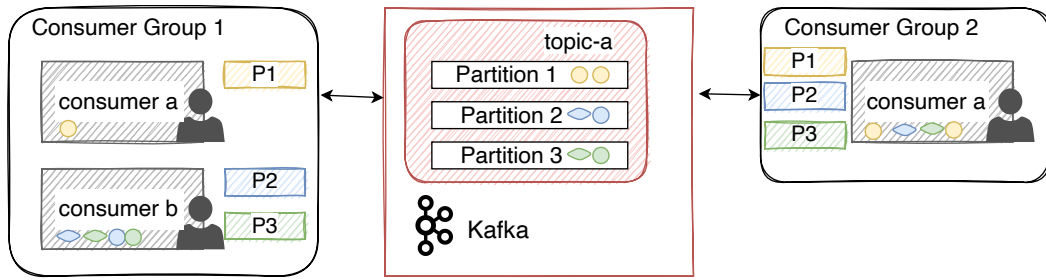 Consumer Group 1
consumer a
P1
consumer b
P2
P3
topic-a
Partition 1
Partition 2
Partition 3
Kafka
Consumer Group 2
P1
P2
P3
consumer a